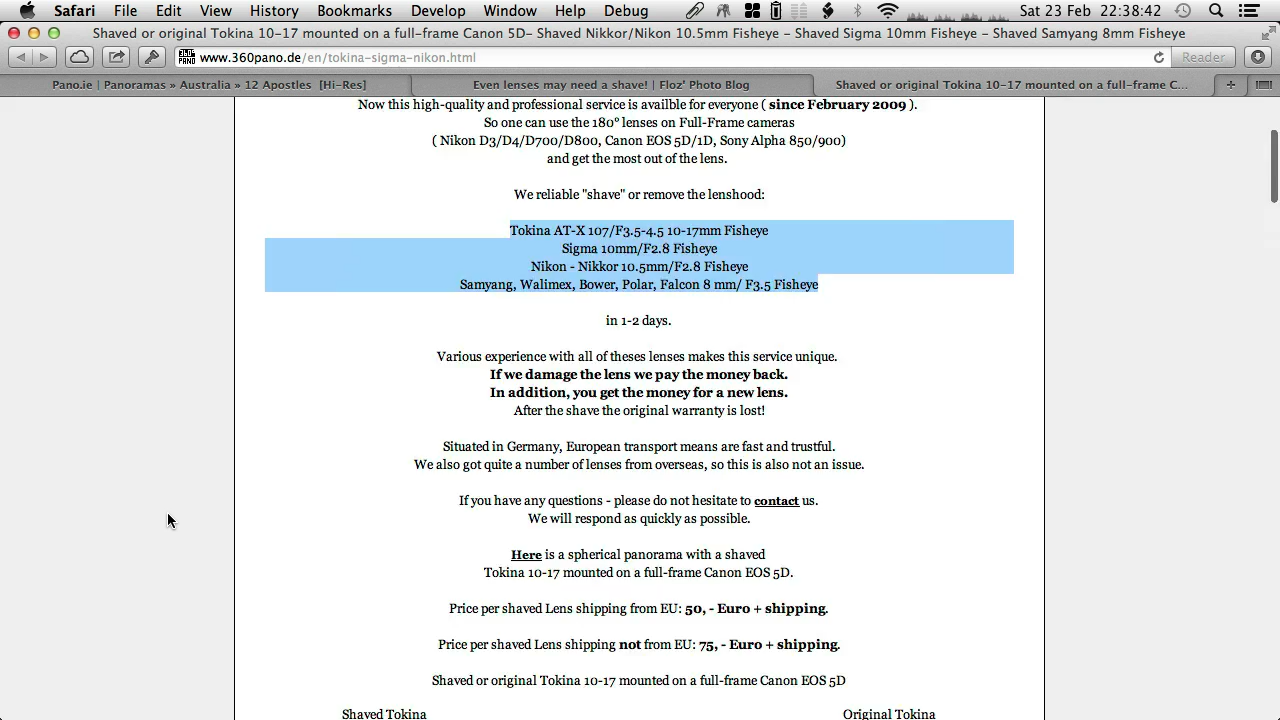 Safari File Edit View History Bookmarks Develop Window Help Debug Sat 23 Feb 22:38:42
Shaved or original Tokina 10-17 mounted on a full-frame Canon 5D- Shaved Nikkor/Nikon 10.5mm Fisheye - Shaved Sigma 10mm Fisheye - Shaved Samyang 8mm Fisheye
360 PANO www.360pano.de/en/tokina-sigma-nikon.html Reader
Pano.ie | Panoramas » Australia » 12 Apostles [Hi-Res] Even lenses may need a shave! | Floz' Photo Blog Shaved or original Tokina 10-17 mounted on a full-frame C...
Now this high-quality and professional service is availble for everyone ( since February 2009 ).
So one can use the 180° lenses on Full-Frame cameras
( Nikon D3/D4/D700/D800, Canon EOS 5D/1D, Sony Alpha 850/900)
and get the most out of the lens.
We reliable "shave" or remove the lenshood:
Tokina AT-X 107/F3.5-4.5 10-17mm Fisheye
Sigma 10mm/F2.8 Fisheye
Nikon - Nikkor 10.5mm/F2.8 Fisheye
Samyang, Walimex, Bower, Polar, Falcon 8 mm/ F3.5 Fisheye
in 1-2 days.
Various experience with all of theses lenses makes this service unique.
If we damage the lens we pay the money back.
In addition, you get the money for a new lens.
After the shave the original warranty is lost!
Situated in Germany, European transport means are fast and trustful.
We also got quite a number of lenses from overseas, so this is also not an issue.
If you have any questions - please do not hesitate to contact us.
We will respond as quickly as possible.
Here is a spherical panorama with a shaved
Tokina 10-17 mounted on a full-frame Canon EOS 5D.
Price per shaved Lens shipping from EU: 50, - Euro + shipping.
Price per shaved Lens shipping not from EU: 75, - Euro + shipping.
Shaved or original Tokina 10-17 mounted on a full-frame Canon EOS 5D
Shaved Tokina Original Tokina